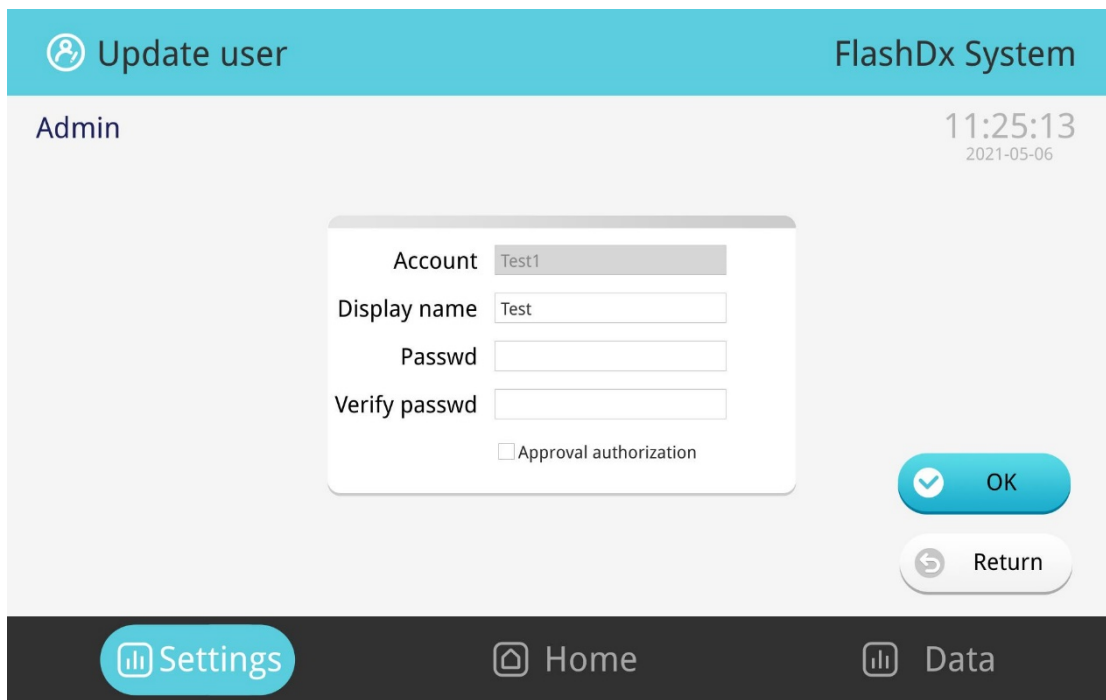 Update user
FlashDx System
Admin
11:25:13
2021-05-06
Account Test1
Display name Test
Passwd
Verify passwd
Approval authorization
OK
Return
Settings Home Data